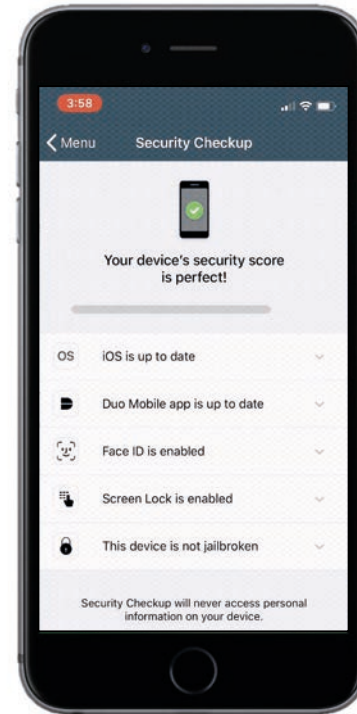 3:58
Menu Security Checkup
Your device's security score
is perfect!
OS iOS is up to date
Duo Mobile app is up to date
Face ID is enabled
Screen Lock is enabled
This device is not jailbroken
Security Checkup will never access personal
information on your device.